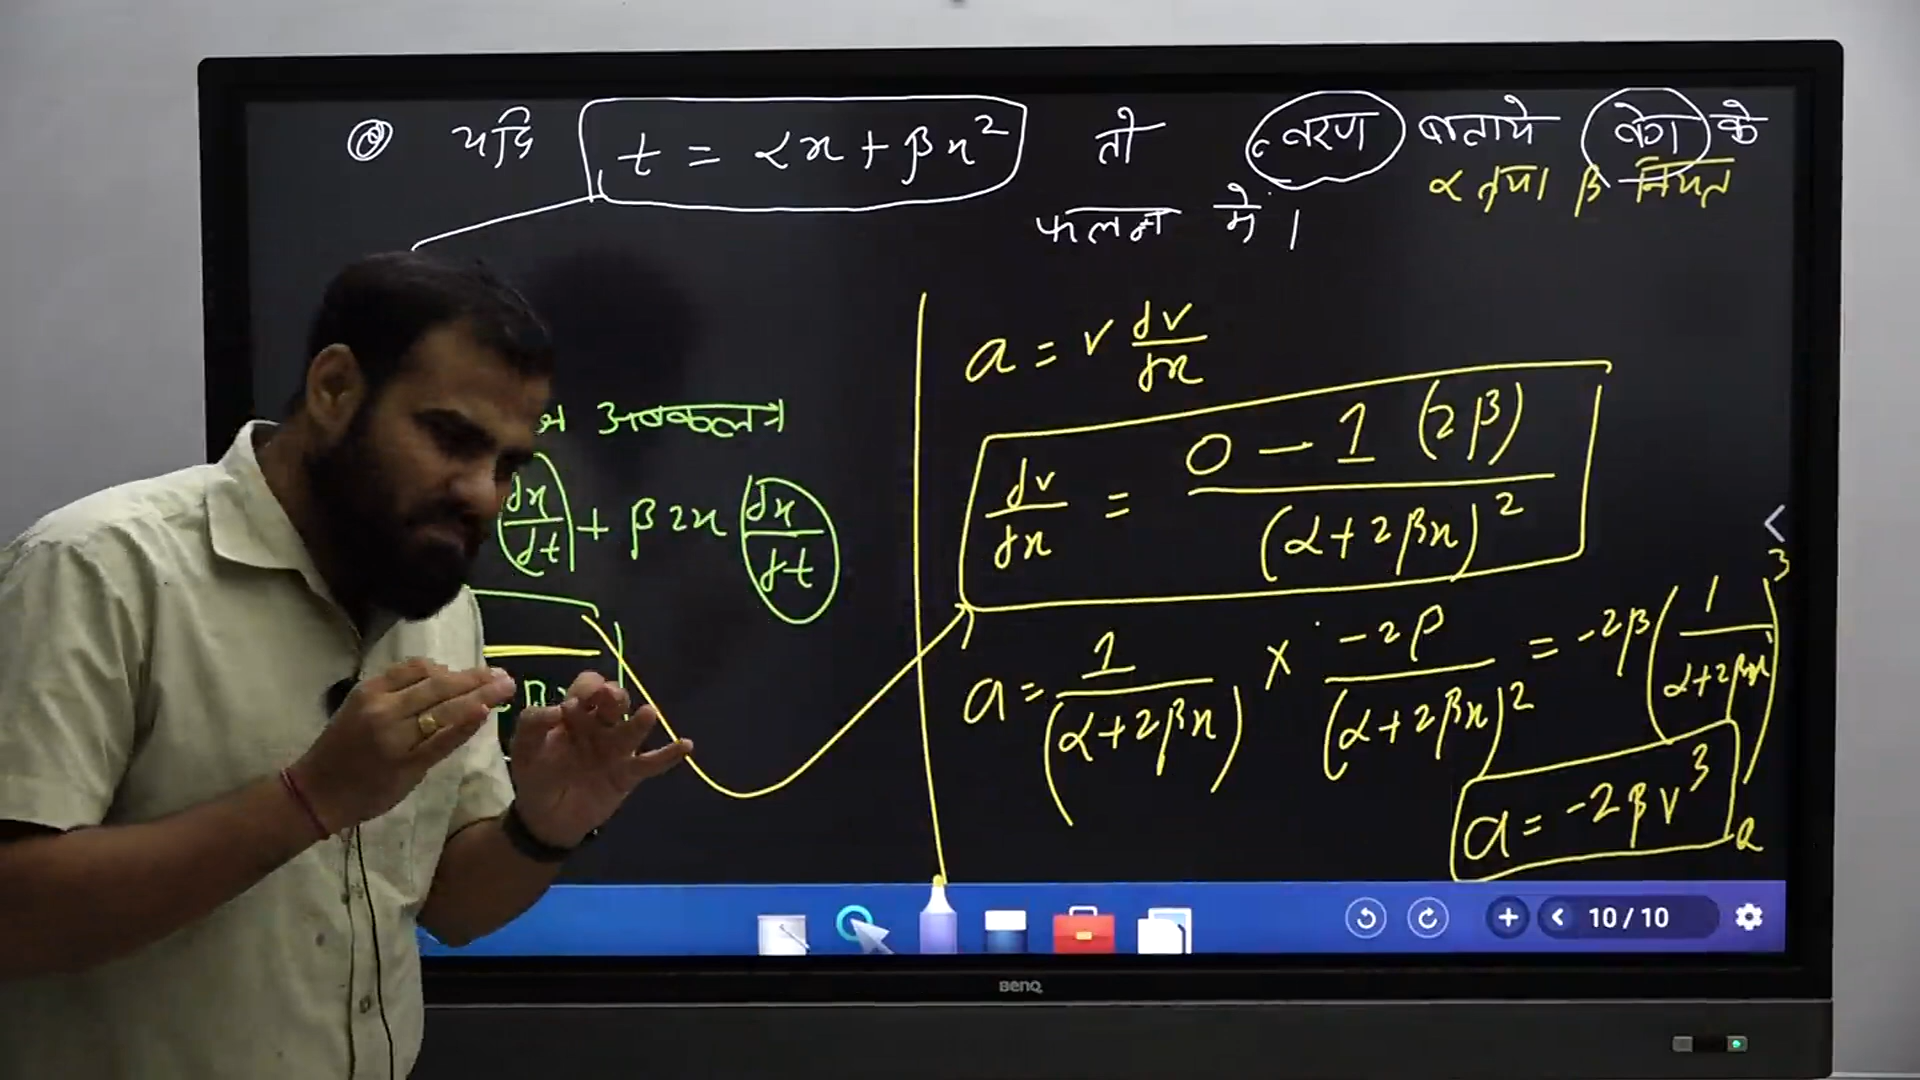 यदि t = αx + βx² तो त्वरण बताये वेग के
α तथा β नियत
फलन में।
अवकलन
dx/dt + β2x dx/dt
a = v dv/dx
dv/dx = 0 - 1 (2β) / (α+2βx)²
a = 1/(α+2βx) × -2β/(α+2βx)² = -2β(1/α+2βx)³
a = -2βv³
10 / 10
BenQ